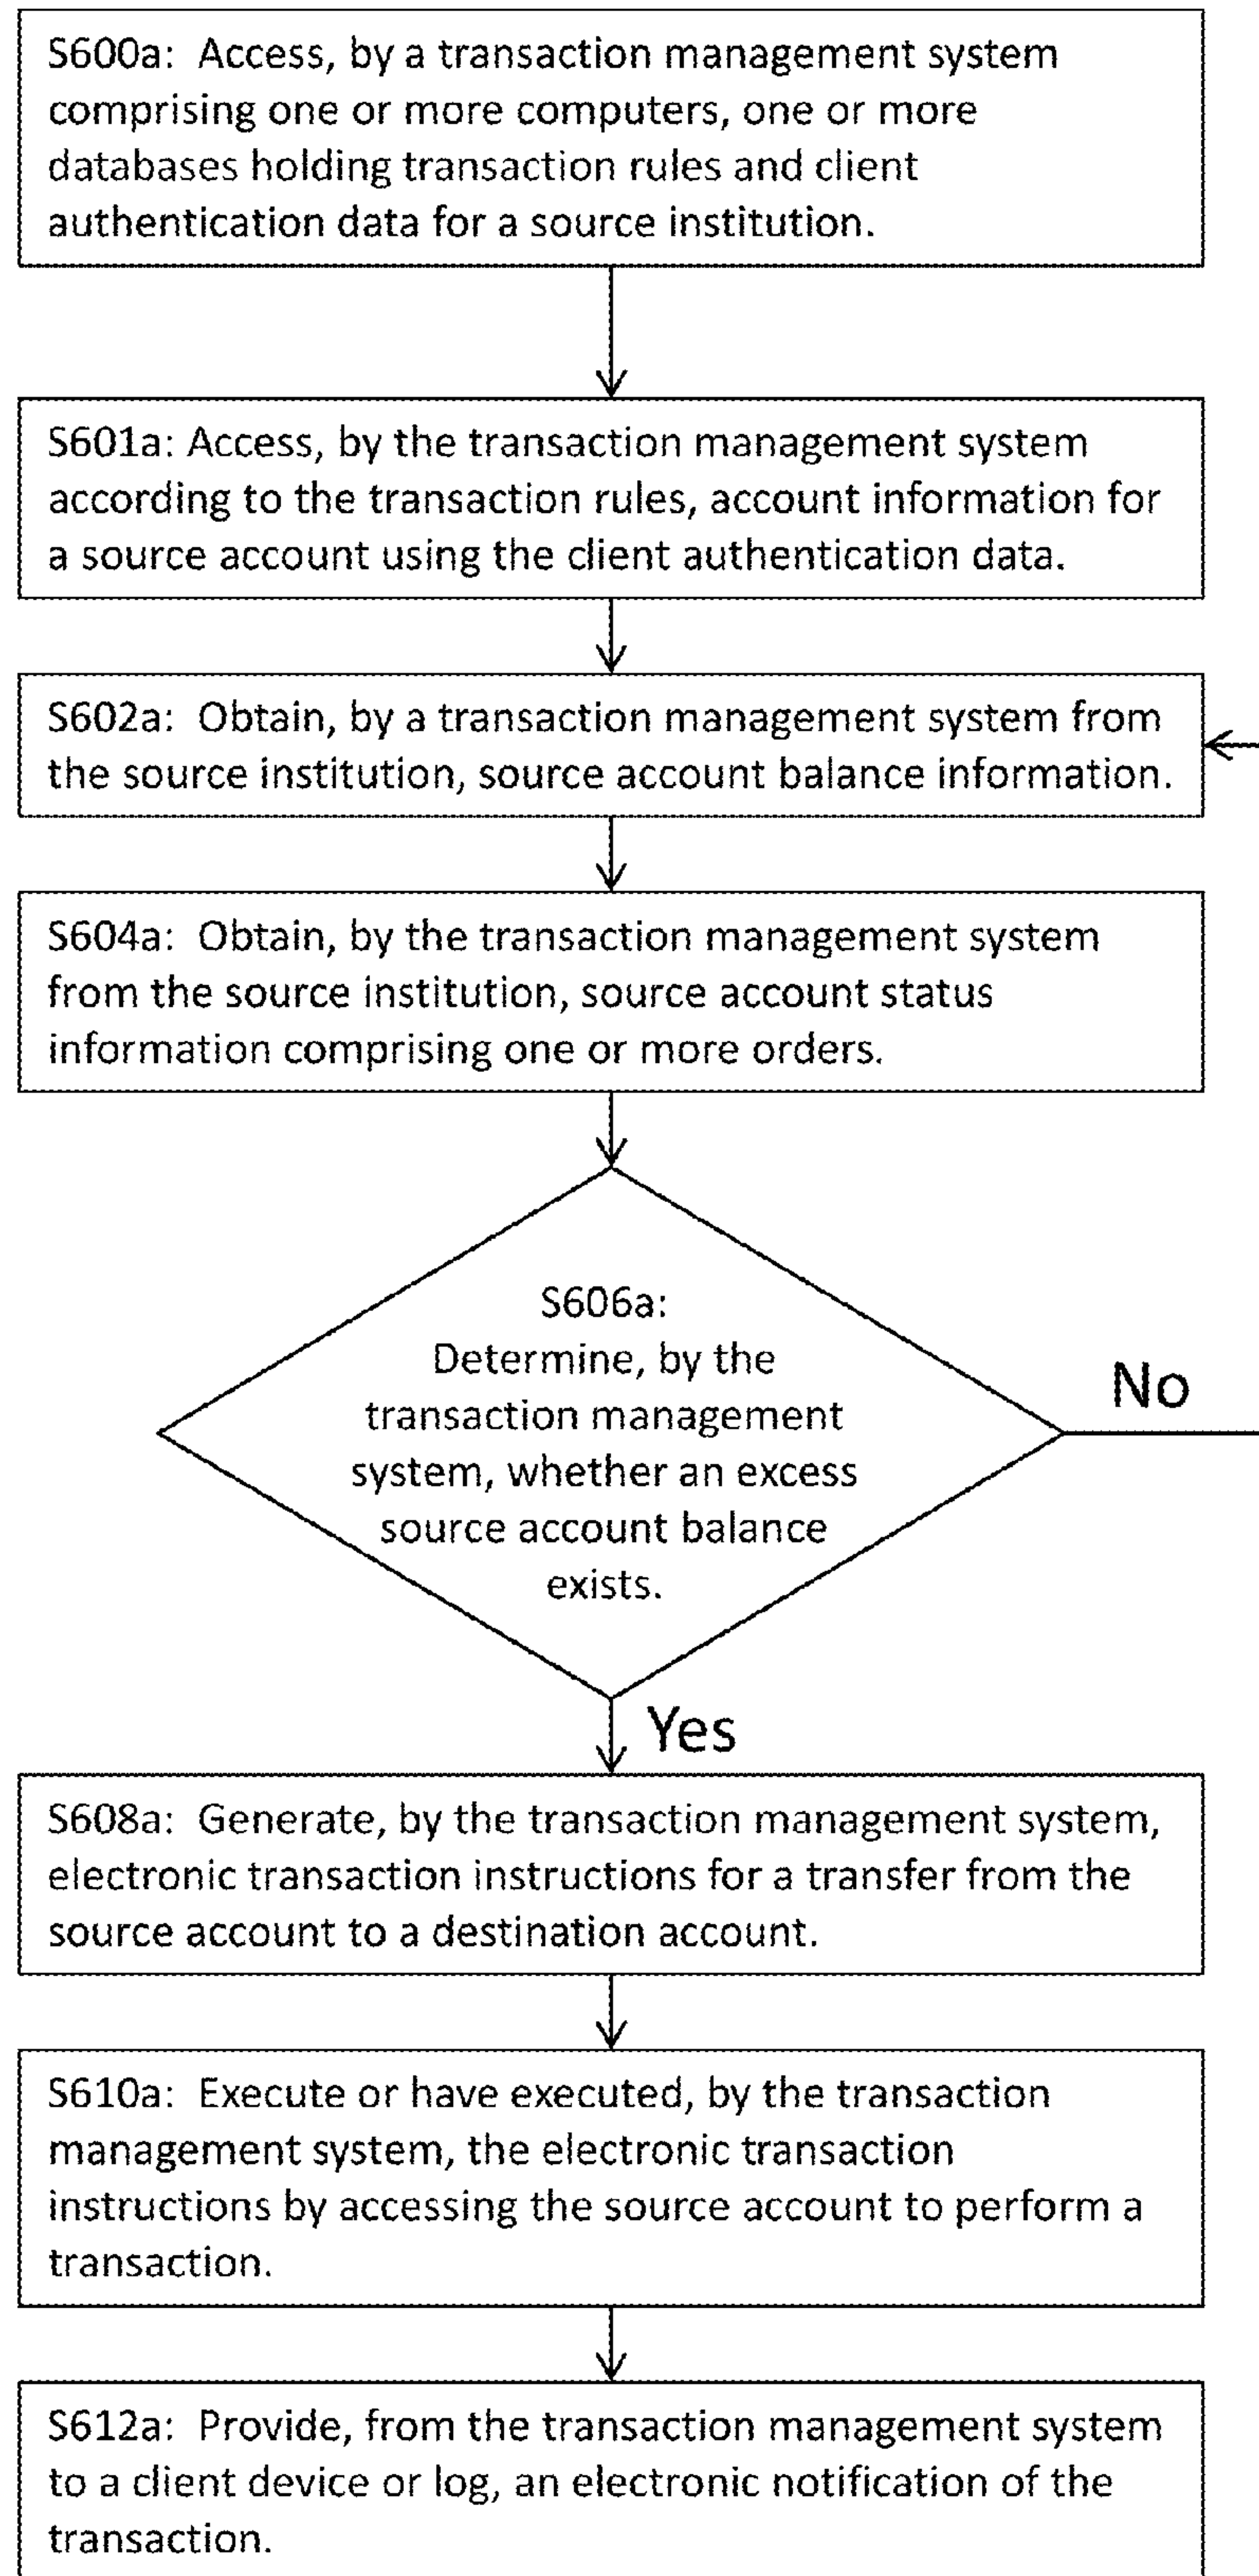 S600a:  Access, by a transaction management system
comprising one or more computers, one or more
databases holding transaction rules and client
authentication data for a source institution.
S601a: Access, by the transaction management system
according to the transaction rules, account information for
a source account using the client authentication data.
S602a:  Obtain, by a transaction management system from
the source institution, source account balance information.
S604a:  Obtain, by the transaction management system
from the source institution, source account status
information comprising one or more orders.
S606a:
Determine, by the
transaction management
system, whether an excess
source account balance
exists.
No
Yes
S608a:  Generate, by the transaction management system,
electronic transaction instructions for a transfer from the
source account to a destination account.
S610a:  Execute or have executed, by the transaction
management system, the electronic transaction
instructions by accessing the source account to perform a
transaction.
S612a:  Provide, from the transaction management system
to a client device or log, an electronic notification of the
transaction.